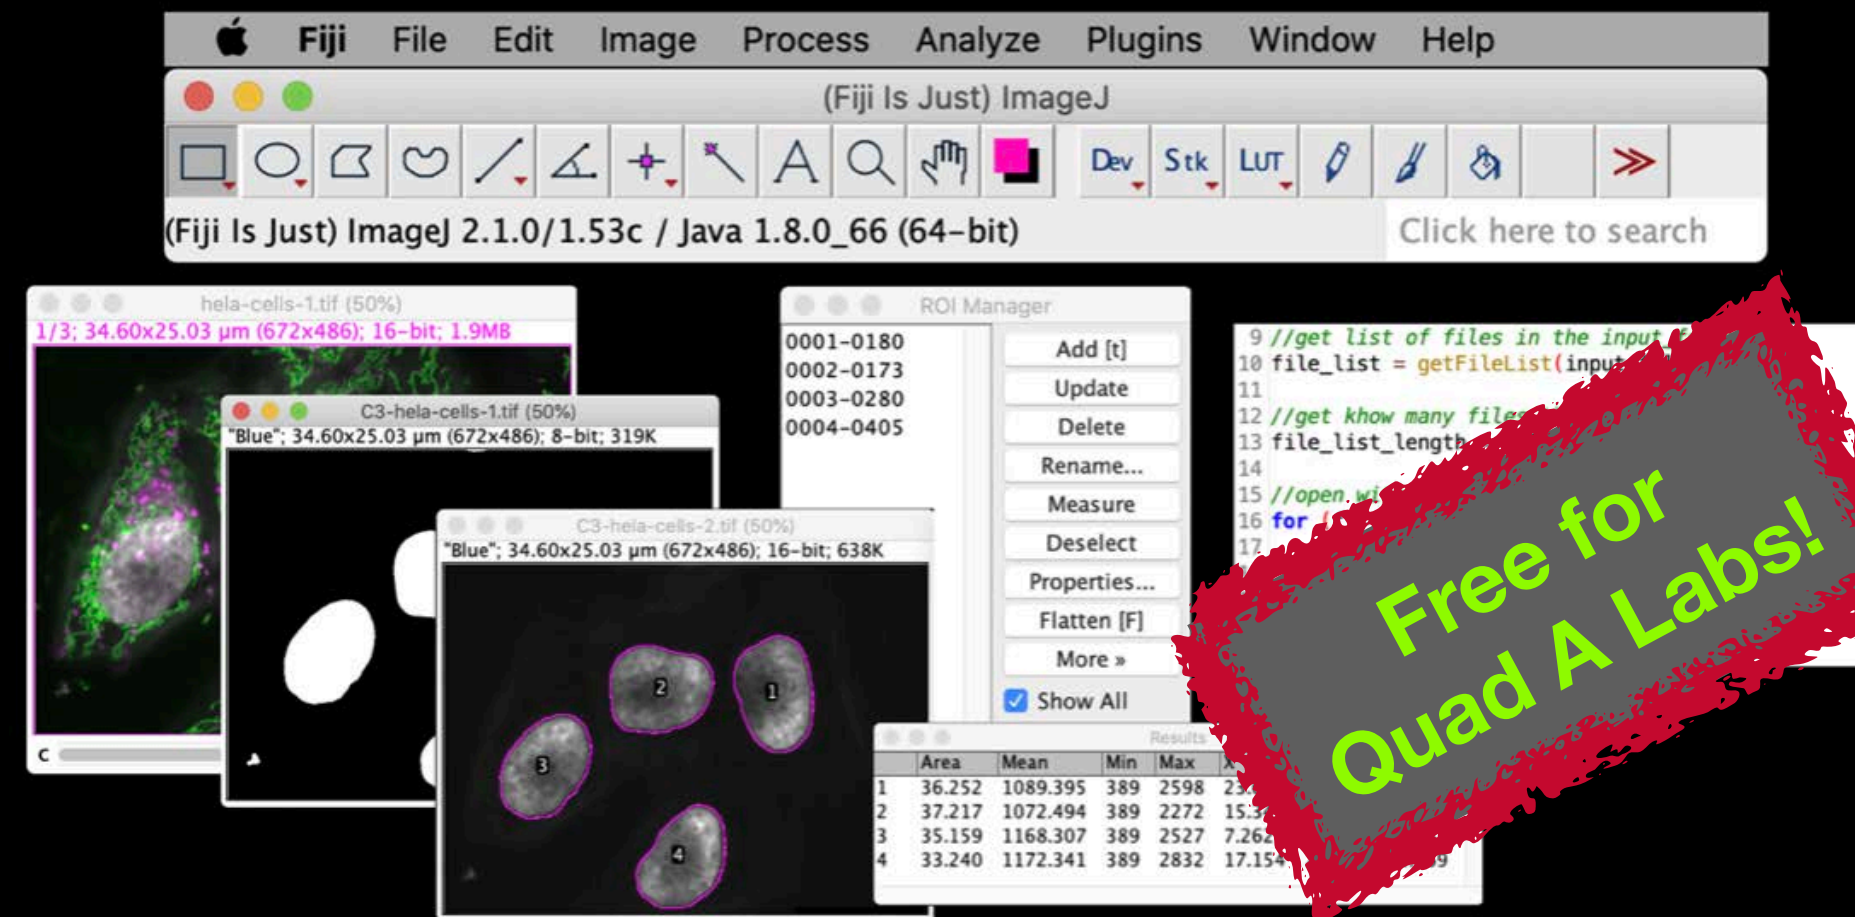 Fiji File Edit Image Process Analyze Plugins Window Help
(Fiji Is Just) ImageJ
A Dev Stk LUT
(Fiji Is Just) ImageJ 2.1.0/1.53c / Java 1.8.0_66 (64-bit)
Click here to search
hela-cells-1.tif (50%)
1/3; 34.60x25.03 µm (672x486); 16-bit; 1.9MB
c
C3-hela-cells-1.tif (50%)
"Blue"; 34.60x25.03 µm (672x486); 8-bit; 319K
C3-hela-cells-2.tif (50%)
"Blue"; 34.60x25.03 µm (672x486); 16-bit; 638K
2 1
3
4
ROI Manager
0001-0180
0002-0173
0003-0280
0004-0405
Add [t]
Update
Delete
Rename...
Measure
Deselect
Properties...
Flatten [F]
More »
Show All
Results
Area Mean Min Max
1 36.252 1089.395 389 2598
2 37.217 1072.494 389 2272
3 35.159 1168.307 389 2527 7.262
4 33.240 1172.341 389 2832 17.154
9 //get list of files in the input
10 file_list = getFileList(
11
12 //get khow many files
13 file_list_length
14
15 //open
16 for
17
Free for
Quad A Labs!